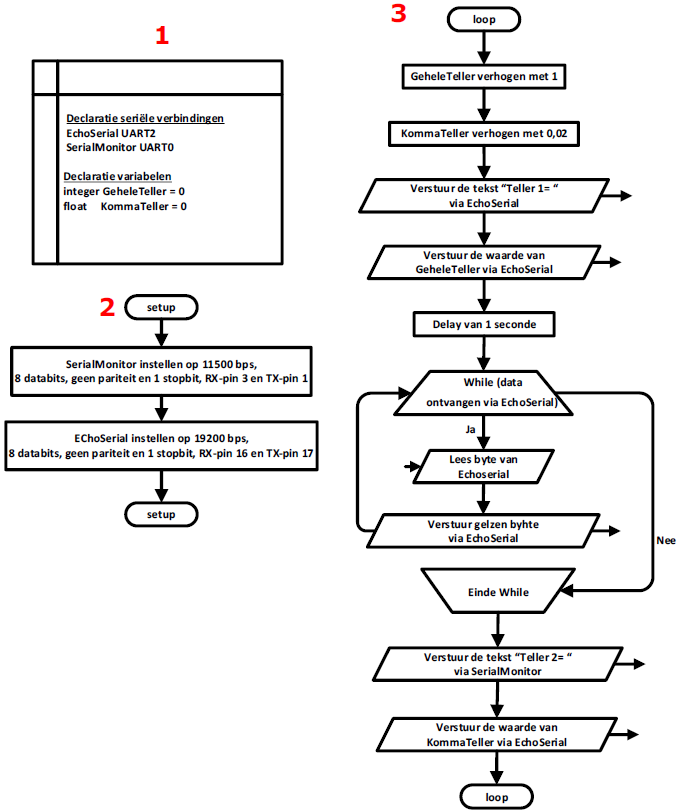 1
Declaratie seriële verbindingen
EchoSerial UART2
SerialMonitor UART0
Declaratie variabelen
integer GeheleTeller = 0
float KommaTeller = 0
2
setup
SerialMonitor instellen op 11500 bps,
8 databits, geen pariteit en 1 stopbit, RX-pin 3 en TX-pin 1
EChoSerial instellen op 19200 bps,
8 databits, geen pariteit en 1 stopbit, RX-pin 16 en TX-pin 17
setup
3
loop
GeheleTeller verhogen met 1
KommaTeller verhogen met 0,02
Verstuur de tekst “Teller 1= “
via EchoSerial
Verstuur de waarde van
GeheleTeller via EchoSerial
Delay van 1 seconde
While (data
ontvangen via EchoSerial)
Ja
Lees byte van
Echoserial
Verstuur gelzen byhte
via EchoSerial
Nee
Einde While
Verstuur de tekst “Teller 2= “
via SerialMonitor
Verstuur de waarde van
KommaTeller via EchoSerial
loop